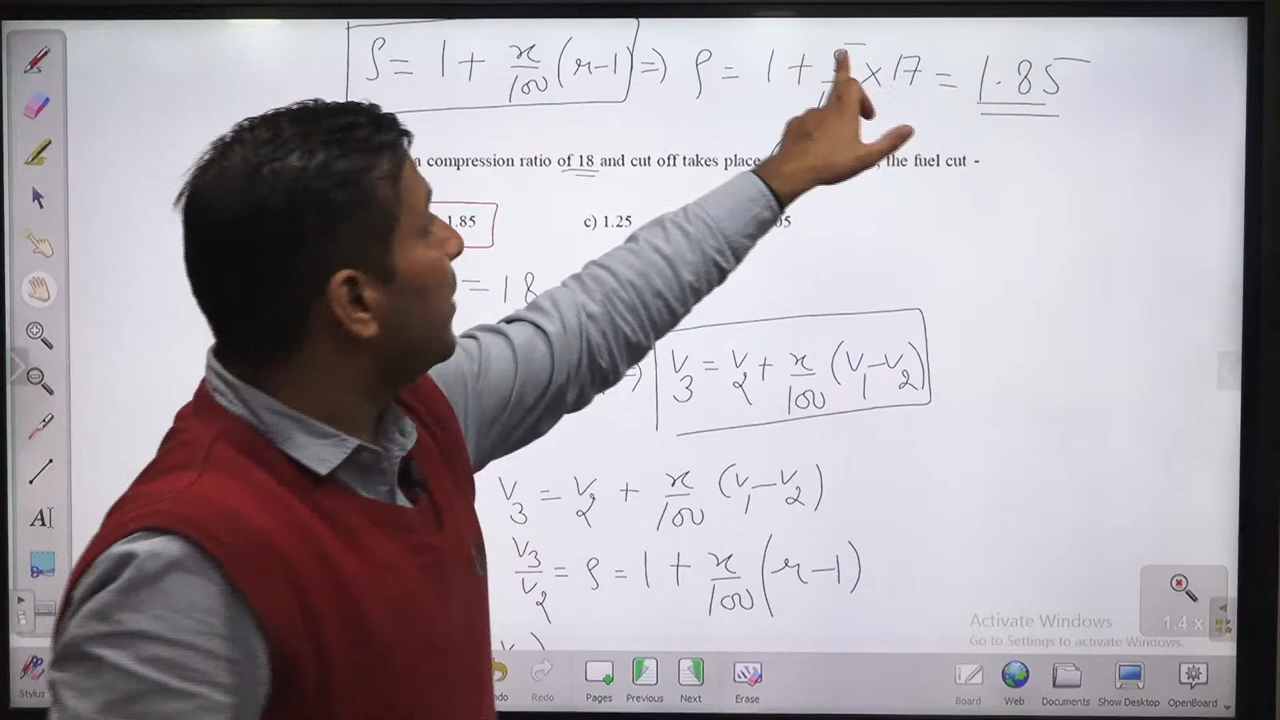 ρ = 1 + x/100 (r-1) ⇒ ρ = 1 + × 17 = 1.85
compression ratio of 18 and cut off takes place the fuel cut -
1.85 c) 1.25
= 18
⇒ V3 = V2 + x/100 (V1-V2)
V3 = V2 + x/100 (V1-V2)
V3/V2 = ρ = 1 + x/100 (r-1)
Activate Windows
Go to Settings to activate Windows.
1.4 x
Stylus Redo Pages Previous Next Erase Board Web Documents Show Desktop OpenBoard